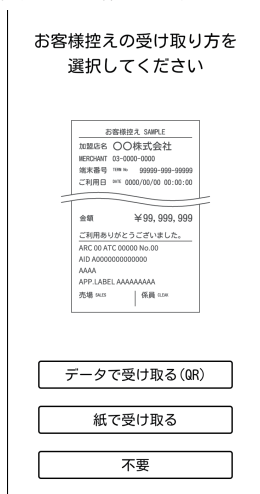 お客様控えの受け取り方を
選択してください
お客様控え SAMPLE
加盟店名 〇〇株式会社
MERCHANT 03-0000-0000
端末番号 TERM No 99999-999-99999
ご利用日 DATE 0000/00/00 00:00:00
金額 ￥99,999,999
ご利用ありがとうございました。
ARC 00 ATC 00000 No.00
AID A0000000000000
AAAA
APP.LABEL AAAAAAAAA
売場 SALES 係員 CLERK
データで受け取る(QR)
紙で受け取る
不要